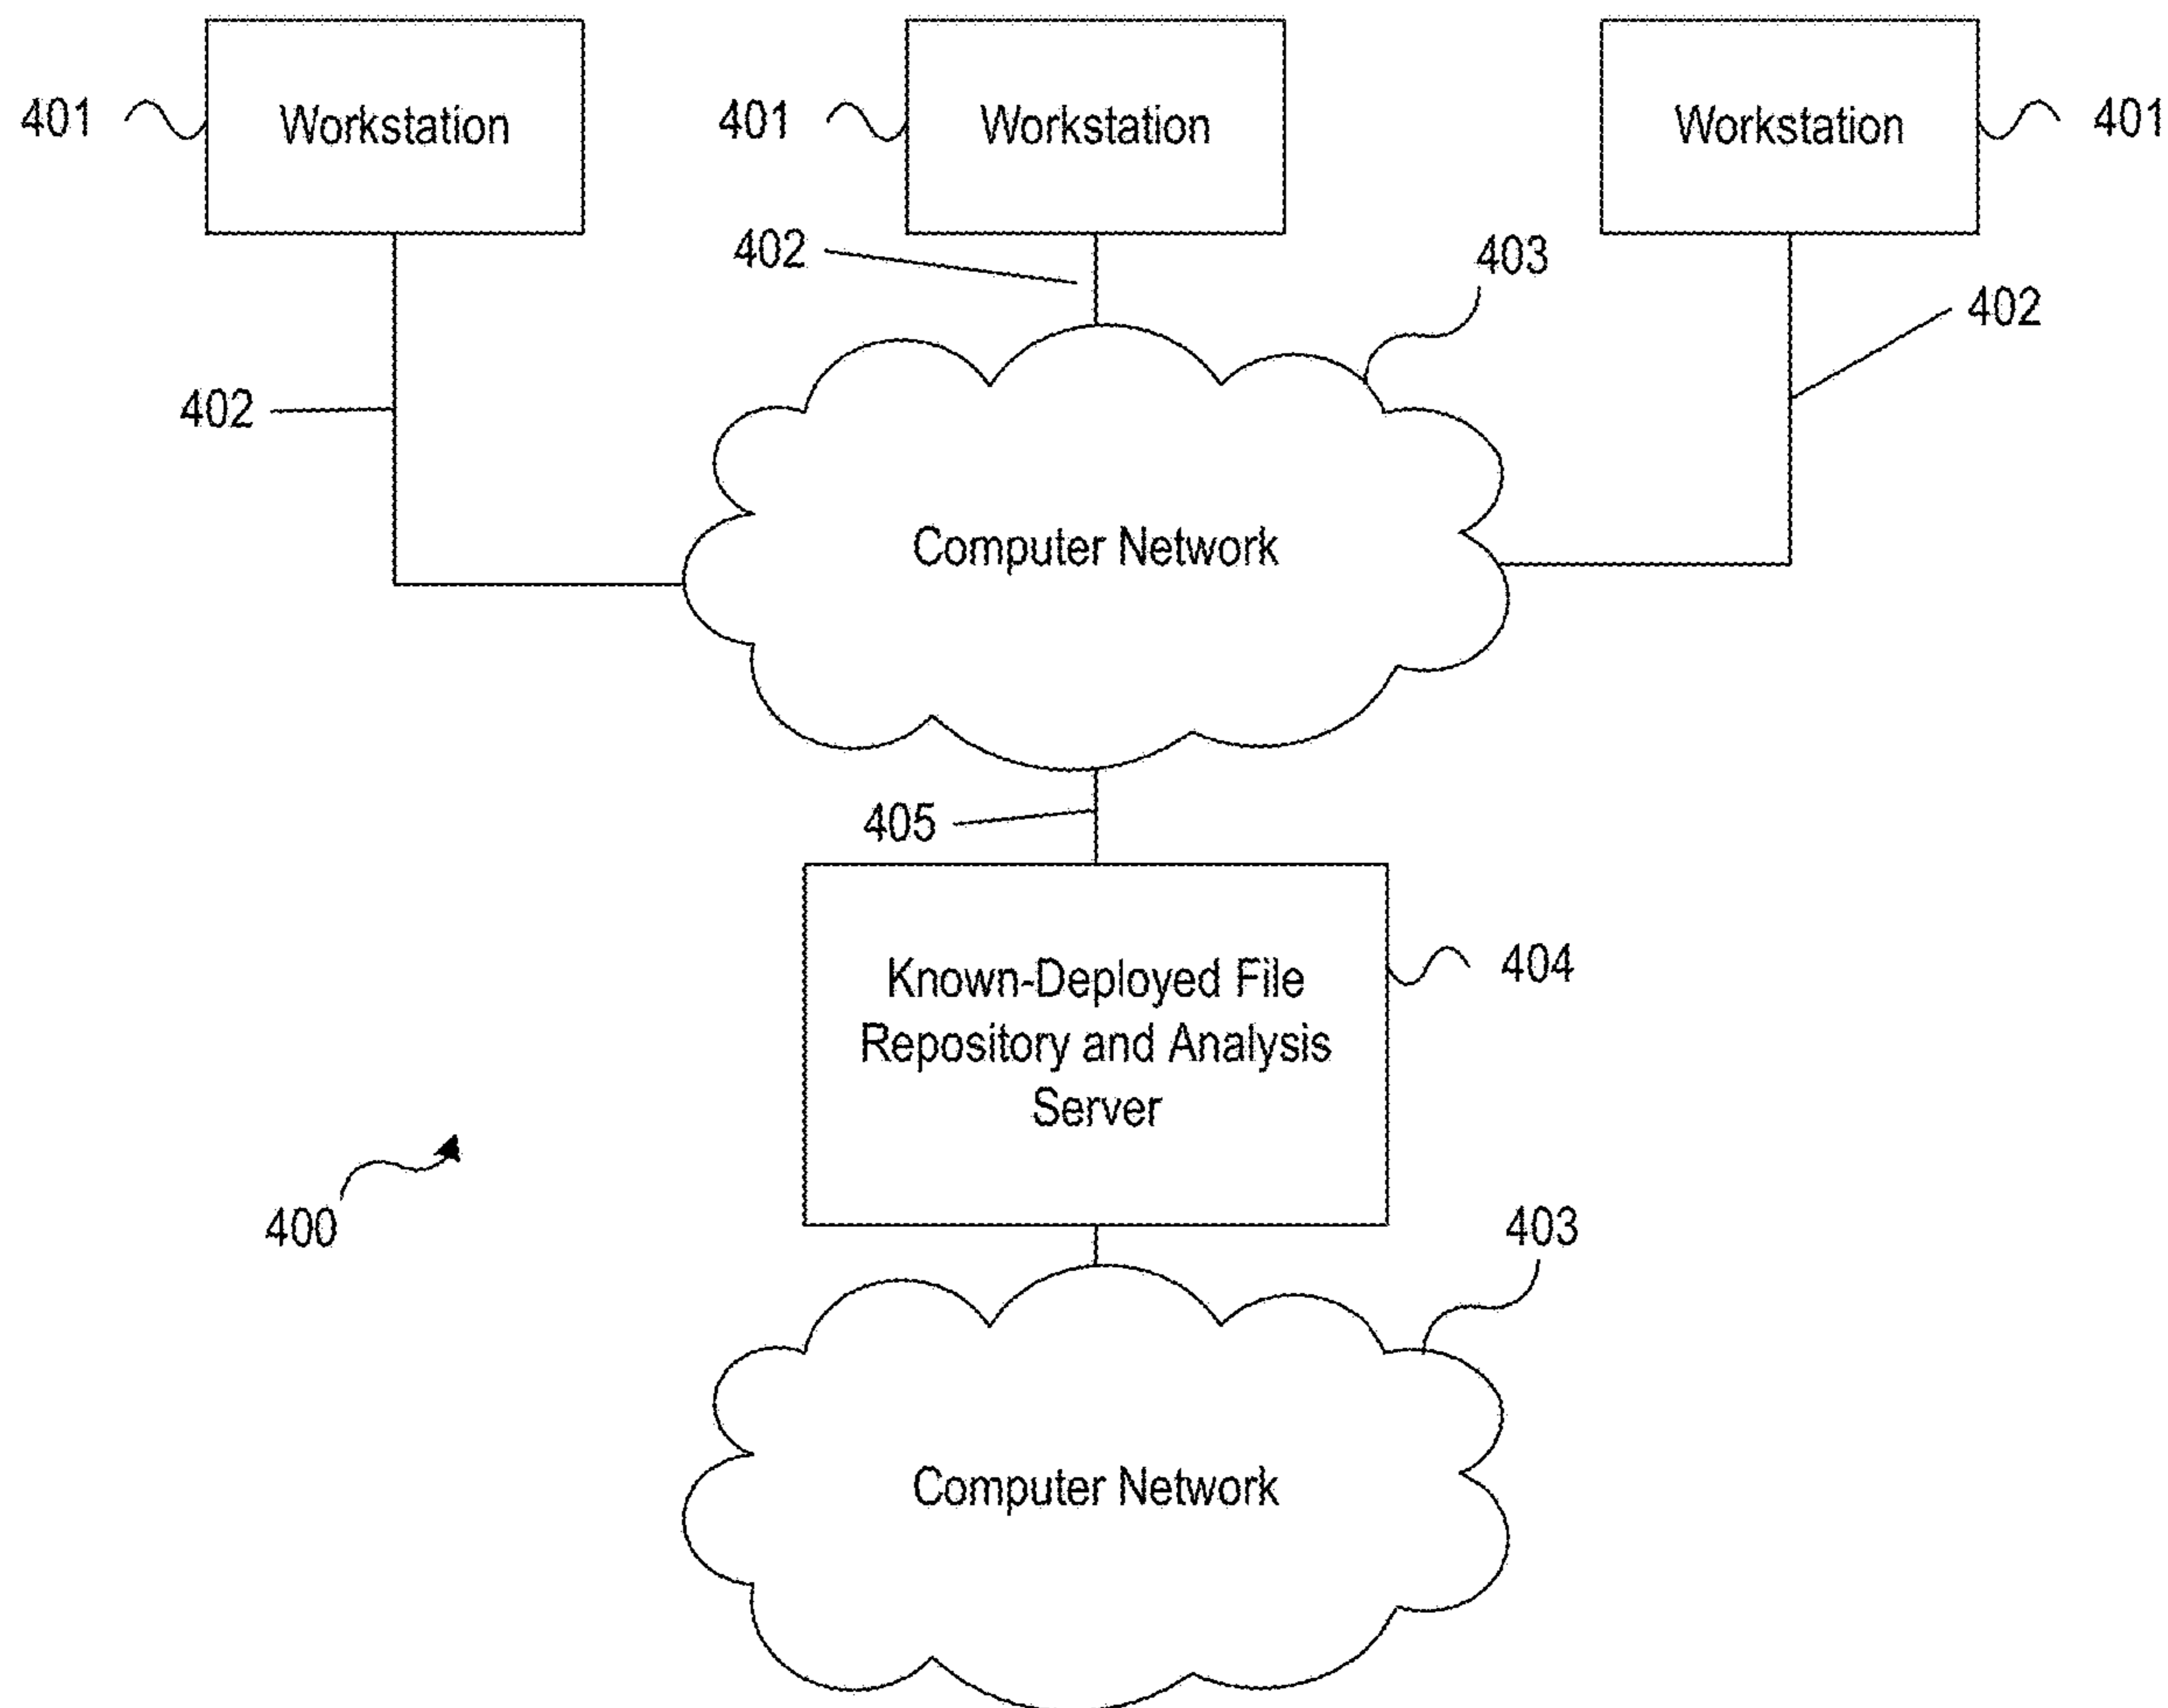 401
Workstation
401
Workstation
Workstation
401
402
403
402
402
Computer Network
405
Known-Deployed File
Repository and Analysis
Server
404
400
403
Computer Network